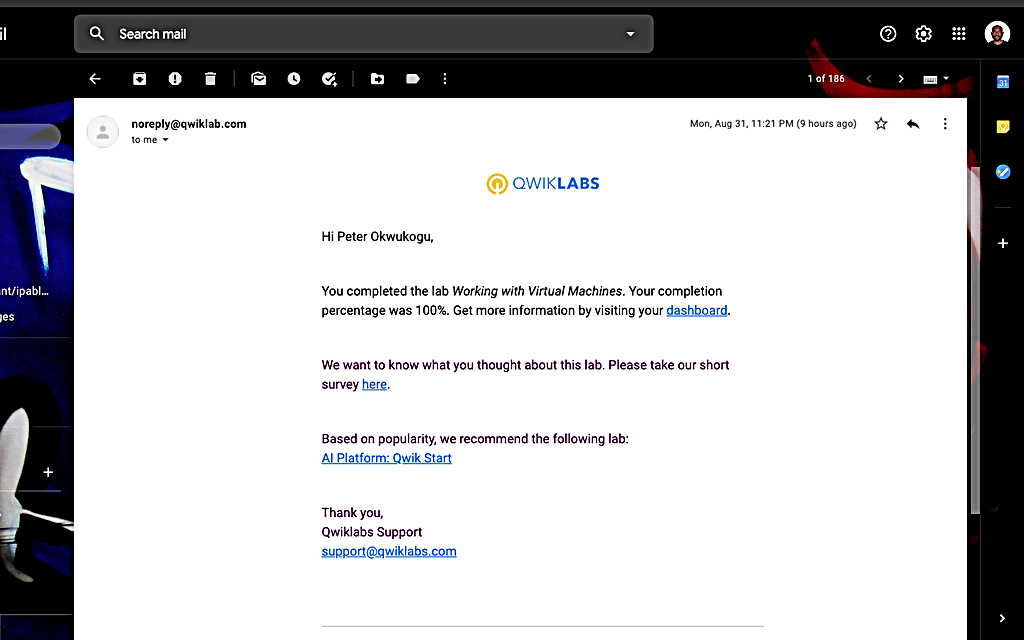 il
Search mail
1 of 186
31
noreply@qwiklab.com
Mon, Aug 31, 11:21 PM (9 hours ago)
to me
QWIKLABS
Hi Peter Okwukogu,
You completed the lab Working with Virtual Machines. Your completion
percentage was 100%. Get more information by visiting your dashboard.
ant/ipabl...
ges
We want to know what you thought about this lab. Please take our short
survey here.
Based on popularity, we recommend the following lab:
AI Platform: Qwik Start
Thank you,
Qwiklabs Support
support@qwiklabs.com